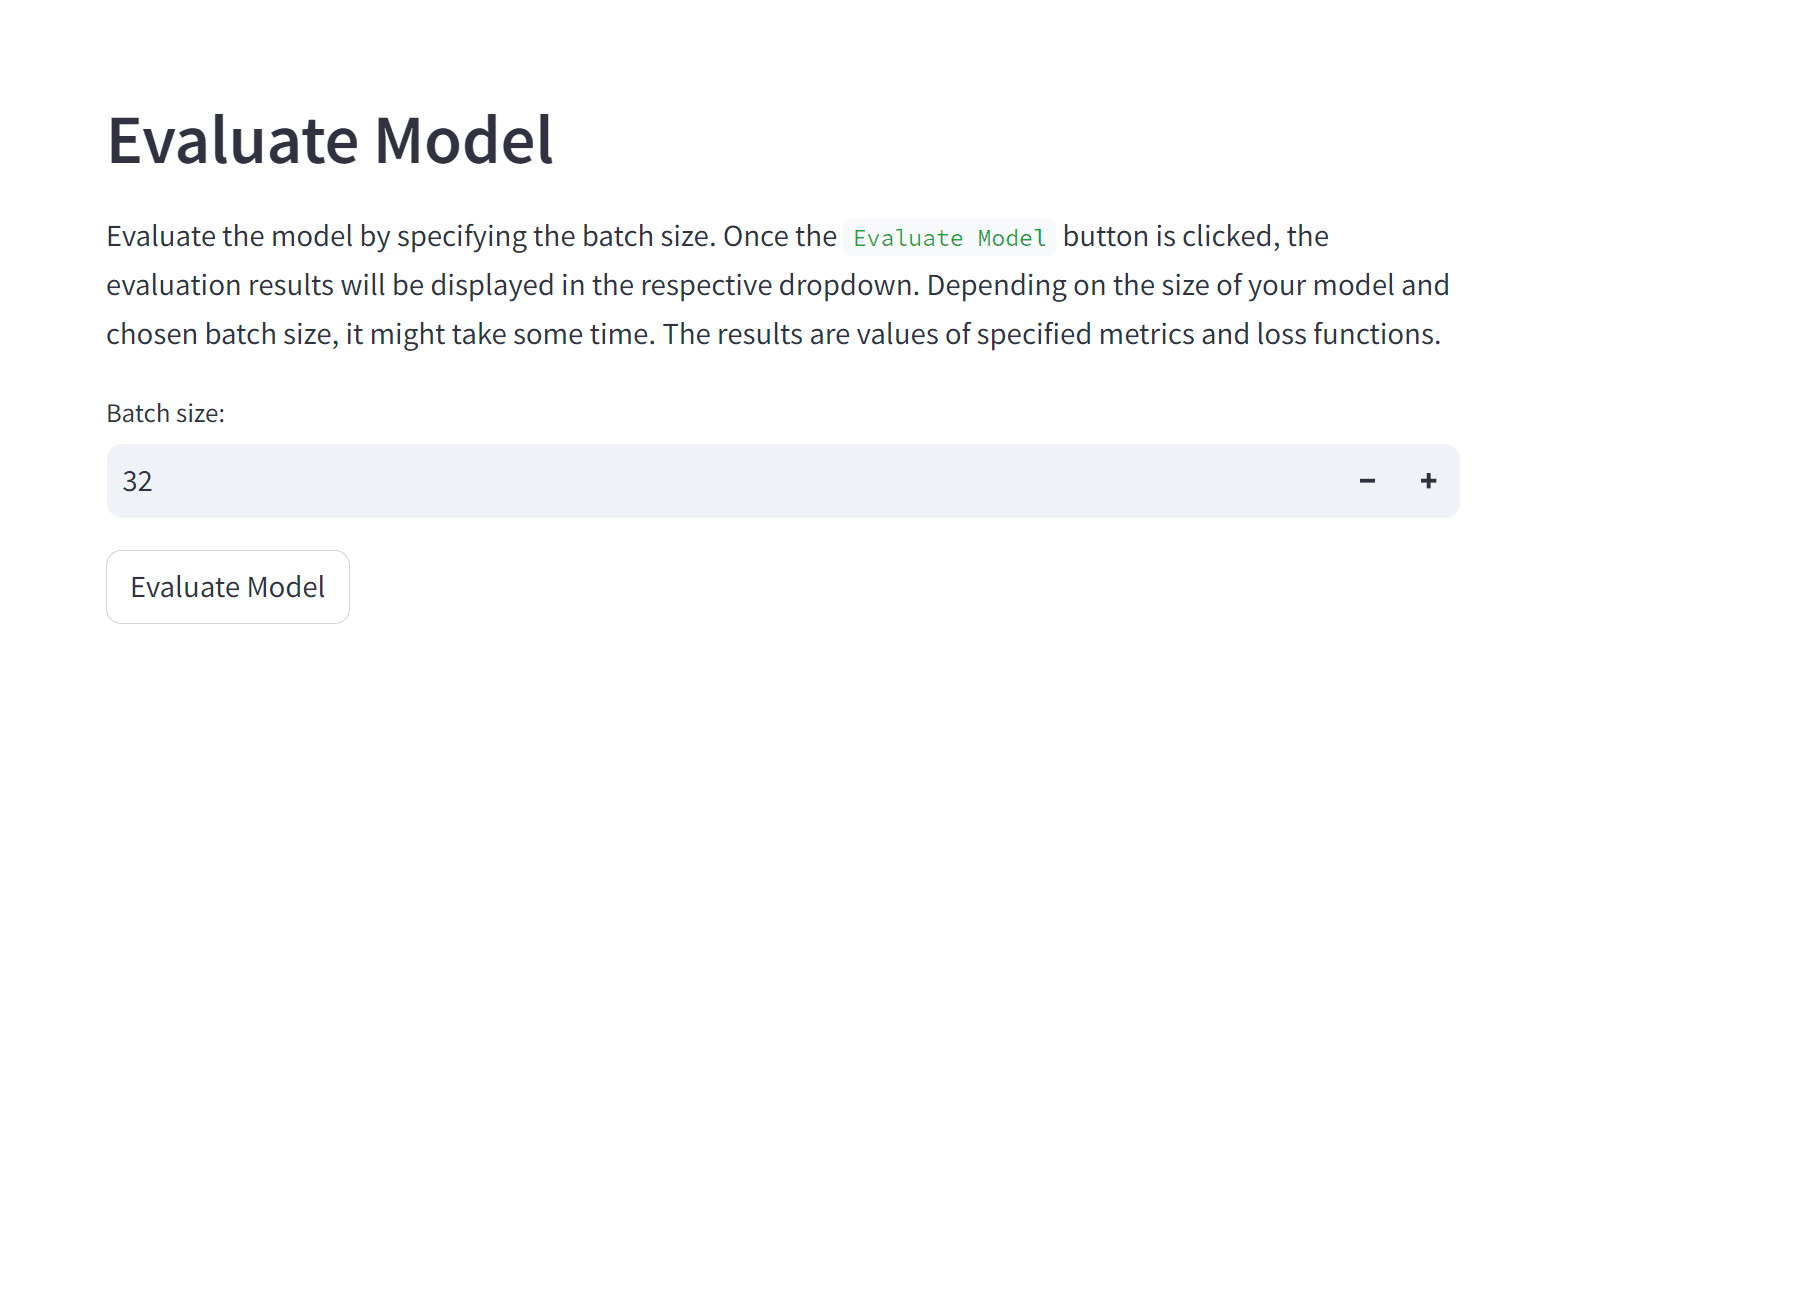 Evaluate Model
Evaluate the model by specifying the batch size. Once the Evaluate Model button is clicked, the
evaluation results will be displayed in the respective dropdown. Depending on the size of your model and
chosen batch size, it might take some time. The results are values of specified metrics and loss functions.
Batch size:
32 − +
Evaluate Model